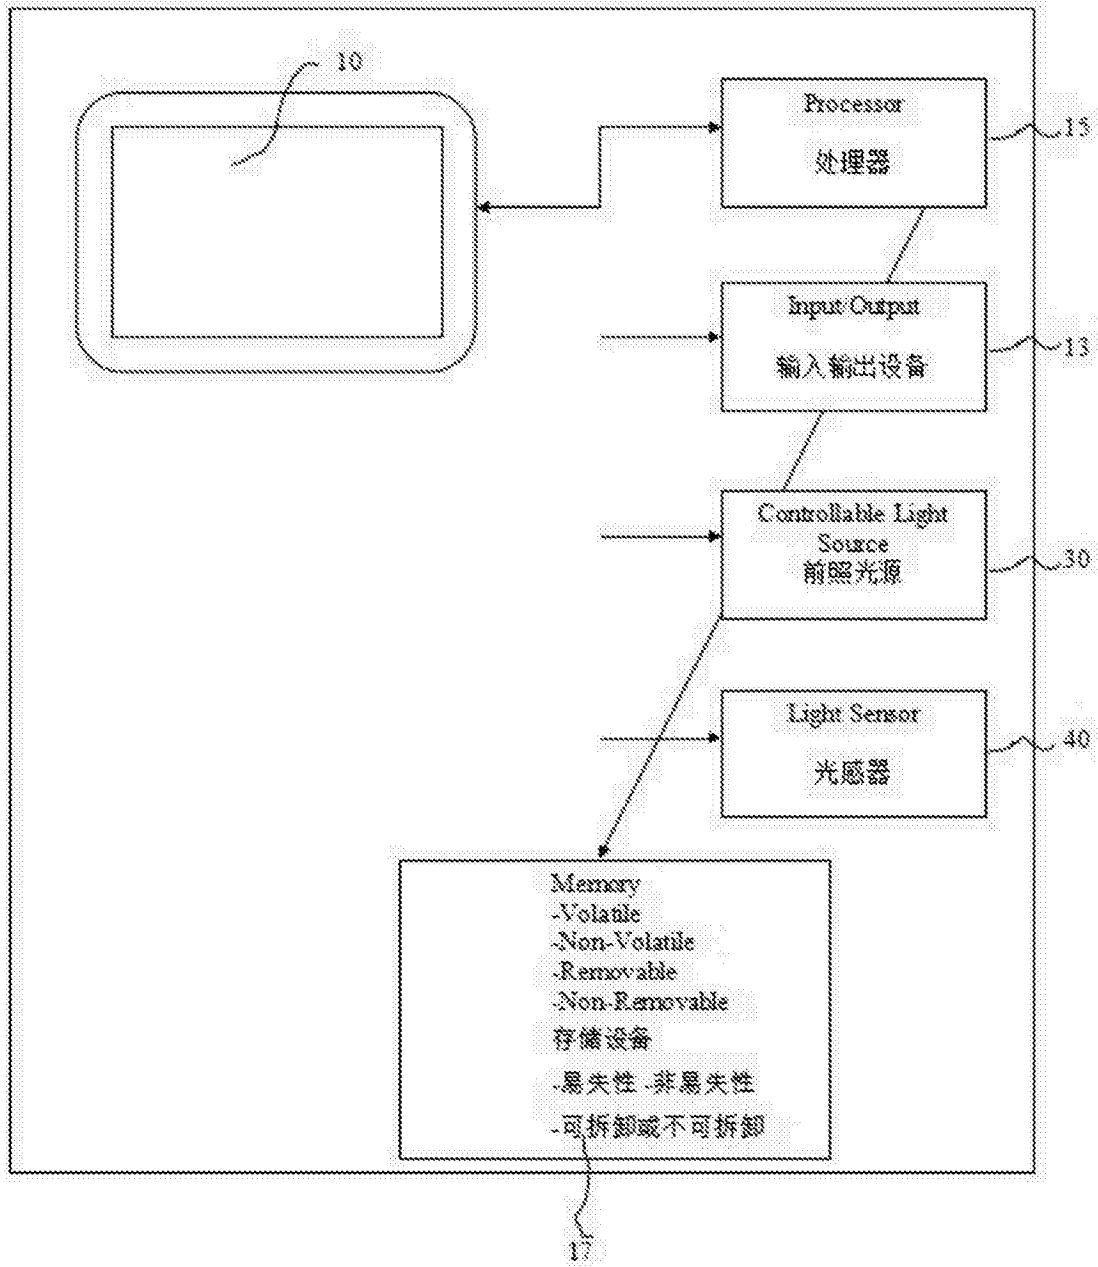 10
Processor
处理器
15
Input/Output
输入输出设备
13
Controllable Light
Source
前照光源
30
Light Sensor
光感器
40
Memory
-Volatile
-Non-Volatile
-Removable
-Non-Removable
存储设备
-易失性 -非易失性
-可拆卸或不可拆卸
17